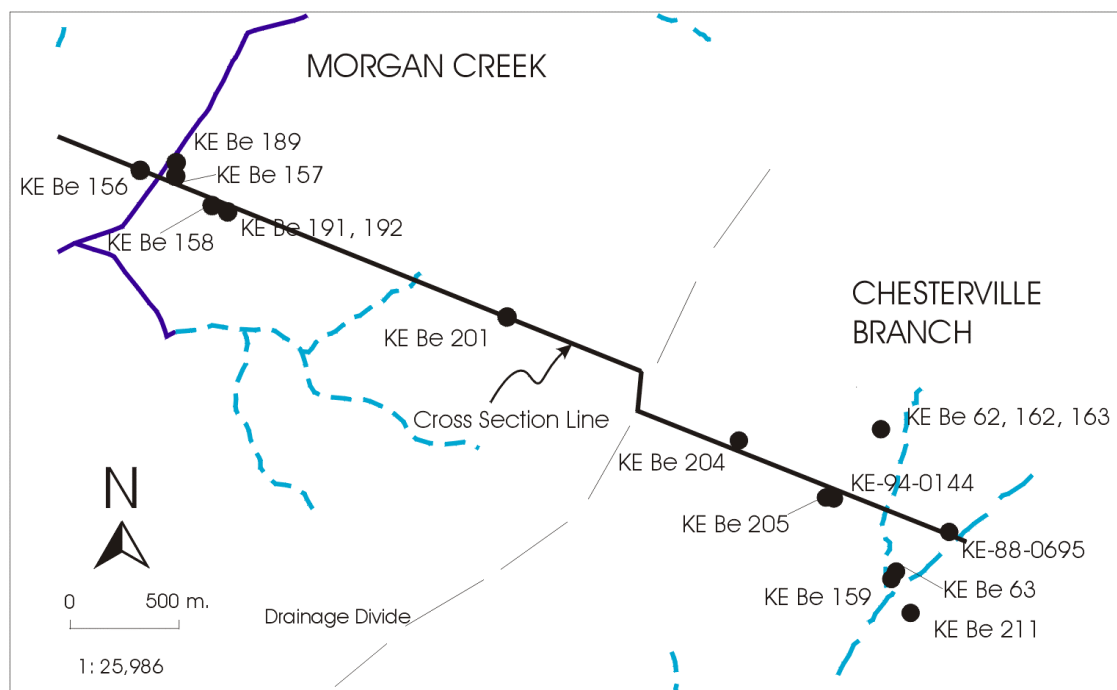 MORGAN CREEK
KE Be 189
KE Be 156
KE Be 157
KE Be 158
KE Be 191, 192
CHESTERVILLE
BRANCH
KE Be 201
Cross Section Line
KE Be 62, 162, 163
KE Be 204
KE-94-0144
KE Be 205
KE-88-0695
KE Be 63
KE Be 159
KE Be 211
N
0 500 m.
Drainage Divide
1: 25,986